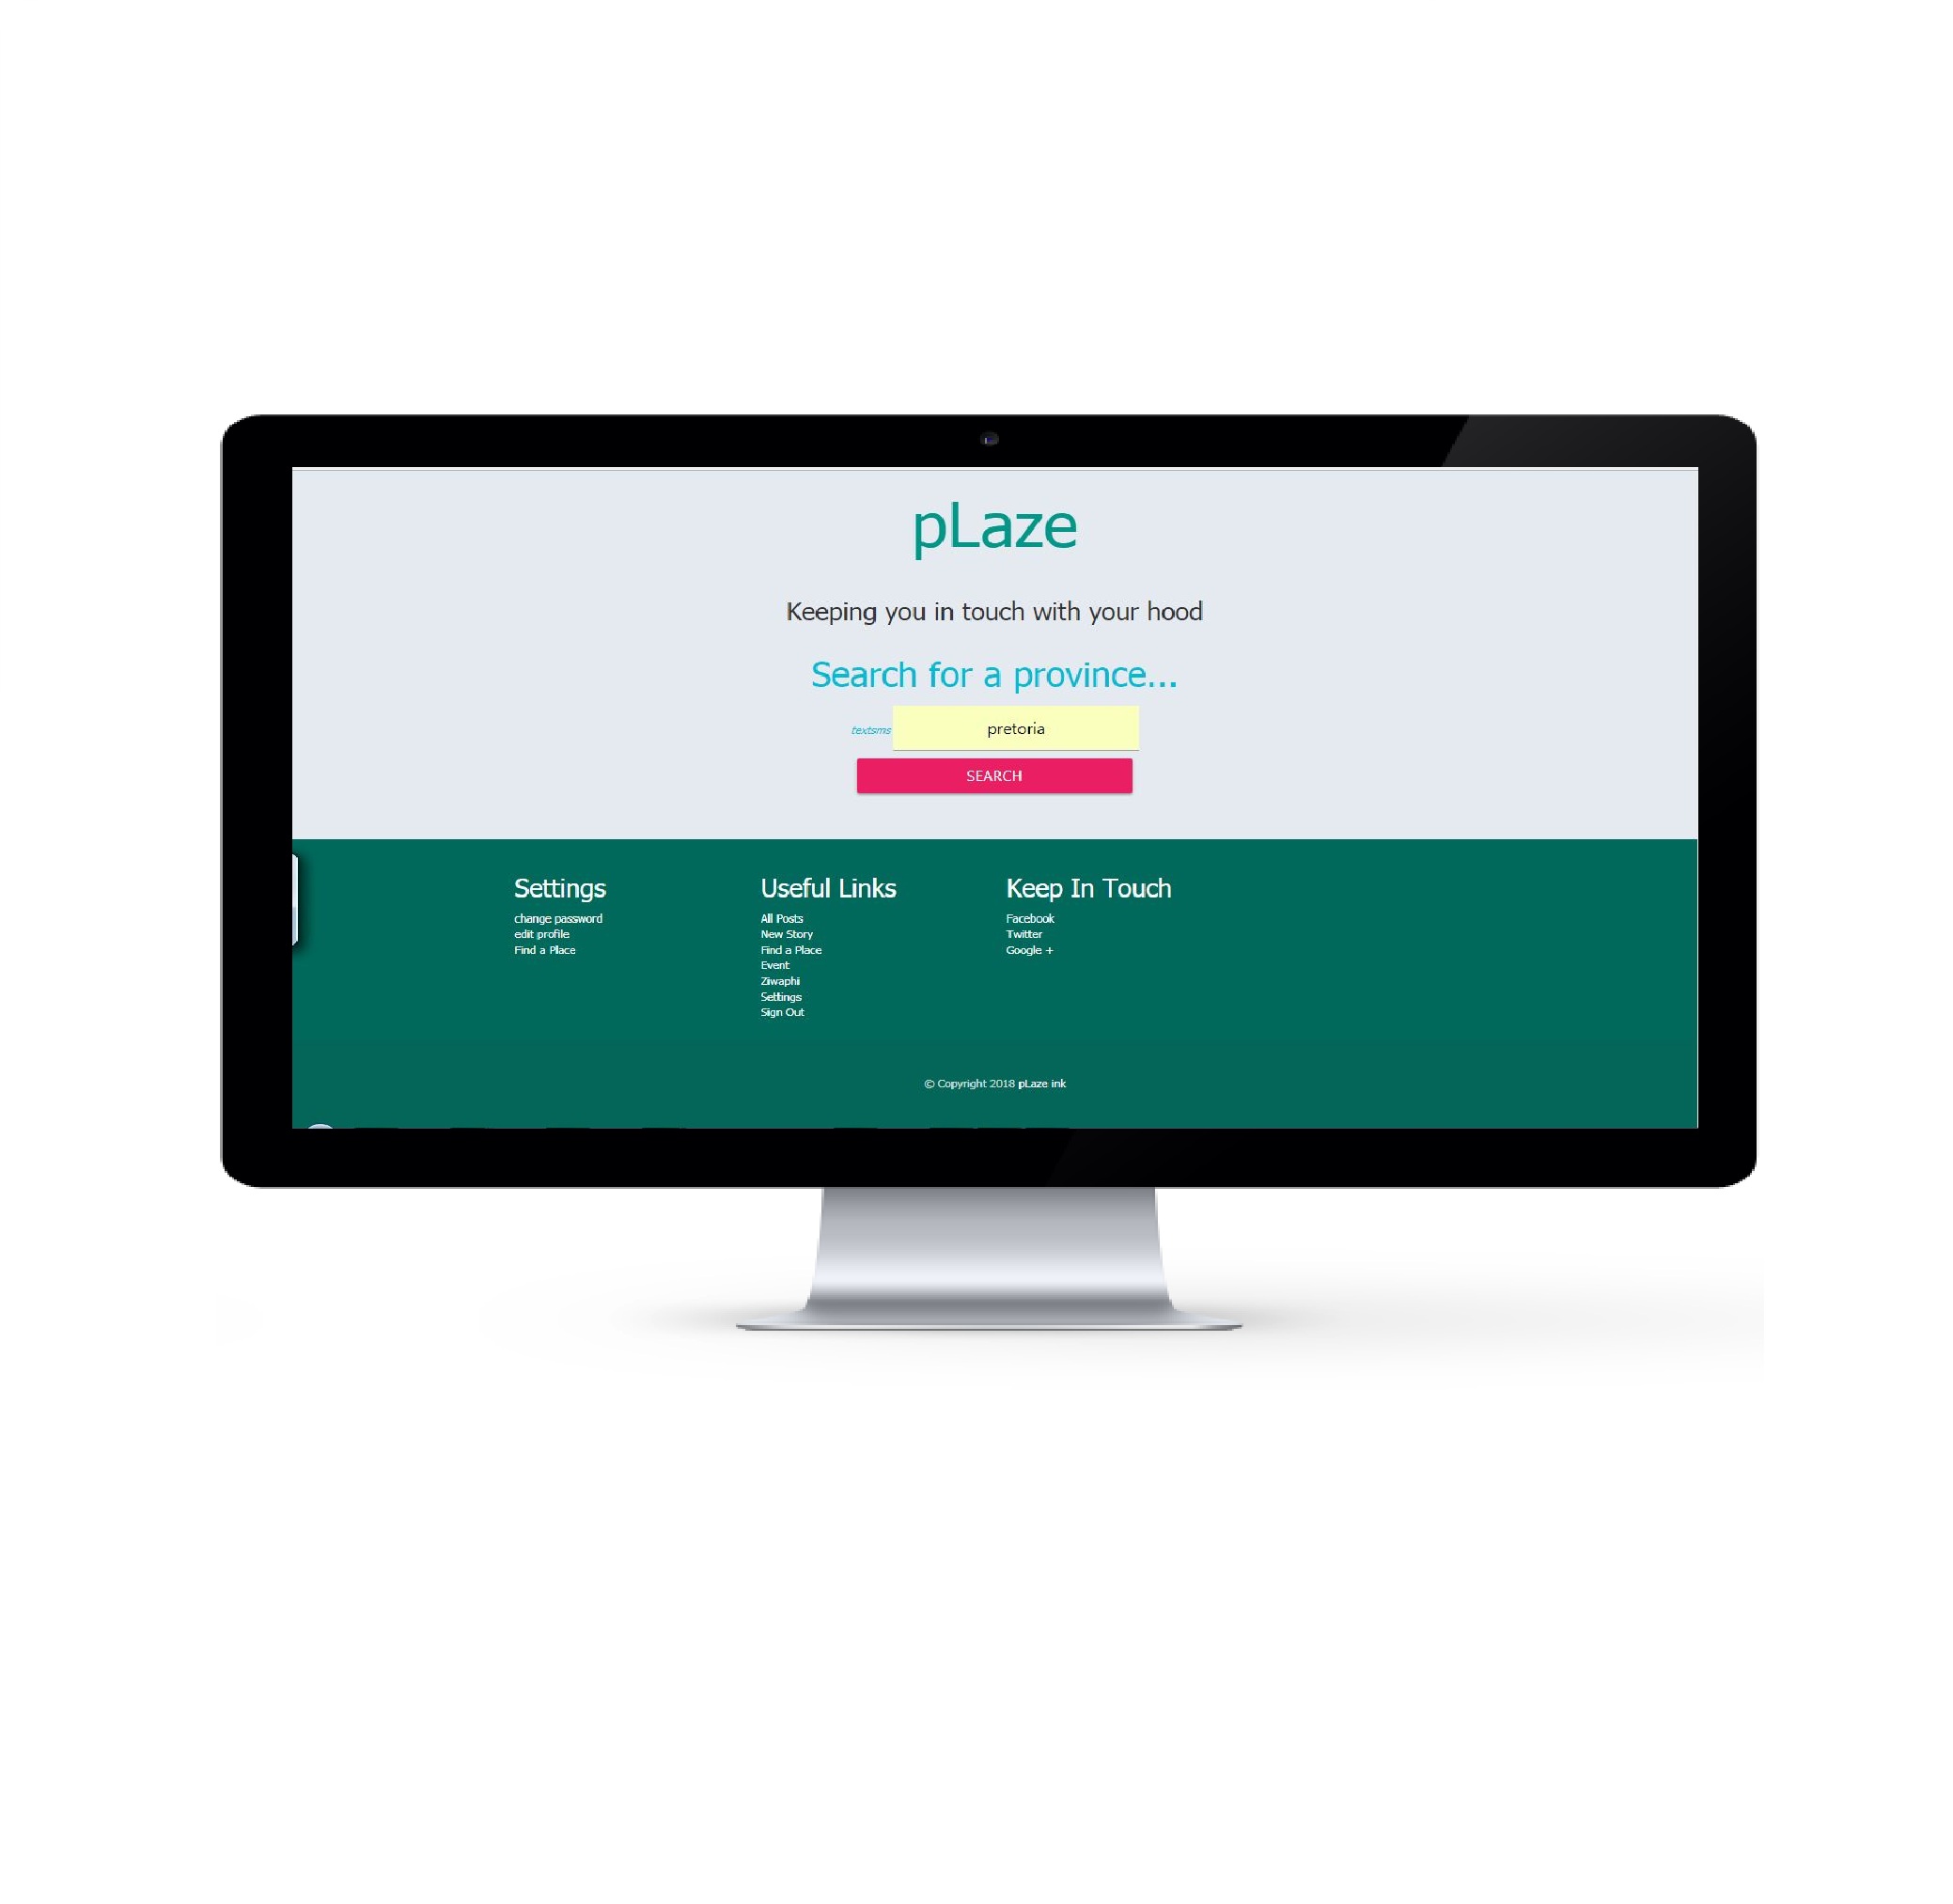 pLaze
Keeping you in touch with your hood
Search for a province...
textsms
pretoria
SEARCH
Settings
change password
edit profile
Find a Place
Useful Links
All Posts
New Story
Find a Place
Event
Ziwaphi
Settings
Sign Out
Keep In Touch
Facebook
Twitter
Google +
© Copyright 2018 pLaze ink